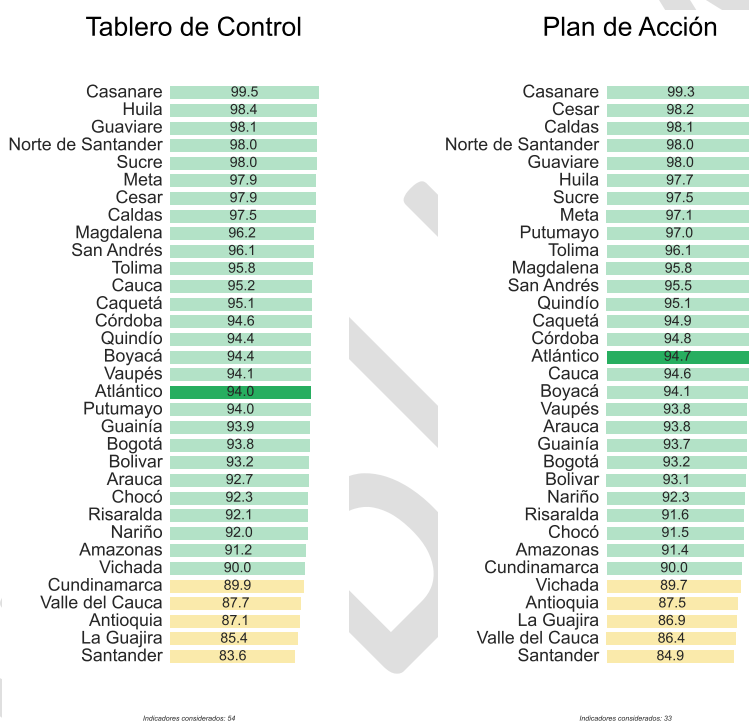 Tablero de Control
Casanare 99.5
Huila 98.4
Guaviare 98.1
Norte de Santander 98.0
Sucre 98.0
Meta 97.9
Cesar 97.9
Caldas 97.5
Magdalena 96.2
San Andrés 96.1
Tolima 95.8
Cauca 95.2
Caquetá 95.1
Córdoba 94.6
Quindío 94.4
Boyacá 94.4
Vaupés 94.1
Atlántico 94.0
Putumayo 94.0
Guainía 93.9
Bogotá 93.8
Bolivar 93.2
Arauca 92.7
Chocó 92.3
Risaralda 92.1
Nariño 92.0
Amazonas 91.2
Vichada 90.0
Cundinamarca 89.9
Valle del Cauca 87.7
Antioquia 87.1
La Guajira 85.4
Santander 83.6
Indicadores considerados: 54
Plan de Acción
Casanare 99.3
Cesar 98.2
Caldas 98.1
Norte de Santander 98.0
Guaviare 98.0
Huila 97.7
Sucre 97.5
Meta 97.1
Putumayo 97.0
Tolima 96.1
Magdalena 95.8
San Andrés 95.5
Quindío 95.1
Caquetá 94.9
Córdoba 94.8
Atlántico 94.7
Cauca 94.6
Boyacá 94.1
Vaupés 93.8
Arauca 93.8
Guainía 93.7
Bogotá 93.2
Bolivar 93.1
Nariño 92.3
Risaralda 91.6
Chocó 91.5
Amazonas 91.4
Cundinamarca 90.0
Vichada 89.7
Antioquia 87.5
La Guajira 86.9
Valle del Cauca 86.4
Santander 84.9
Indicadores considerados: 33